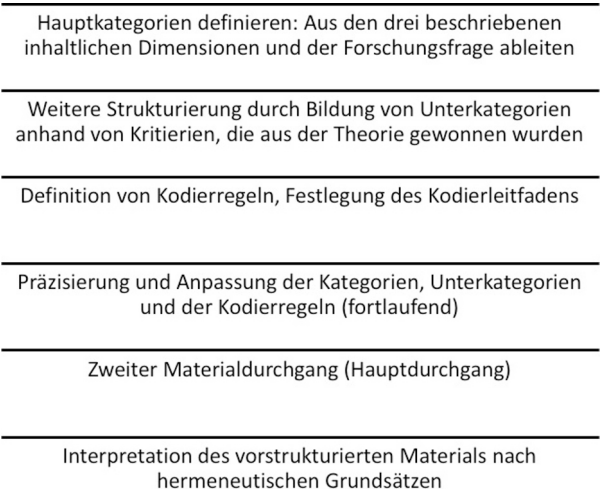 Hauptkategorien definieren: Aus den drei beschriebenen
inhaltlichen Dimensionen und der Forschungsfrage ableiten
Weitere Strukturierung durch Bildung von Unterkategorien
anhand von Kritierien, die aus der Theorie gewonnen wurden
Definition von Kodierregeln, Festlegung des Kodierleitfadens
Präzisierung und Anpassung der Kategorien, Unterkategorien
und der Kodierregeln (fortlaufend)
Zweiter Materialdurchgang (Hauptdurchgang)
Interpretation des vorstrukturierten Materials nach
hermeneutischen Grundsätzen